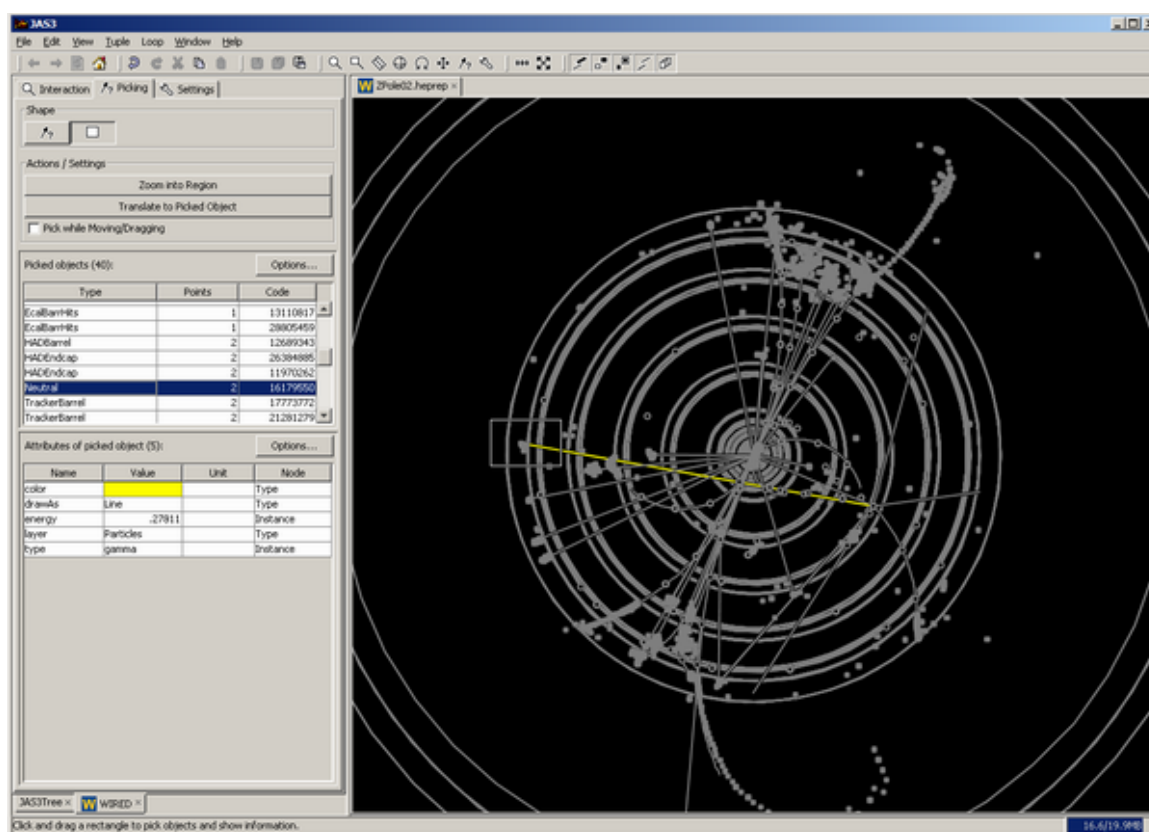 JAS3
File Edit View Tuple Loop Window Help
Interaction Picking Settings
ZPole02.heprep ×
Shape
Actions / Settings
Zoom into Region
Translate to Picked Object
Pick while Moving/Dragging
Picked objects (40): Options...
Type Points Code
EcalBarrHits 1 13110817
EcalBarrHits 1 28805459
HADBarrel 2 12689343
HADEndcap 2 26384885
HADEndcap 2 11970262
Neutral 2 16179550
TrackerBarrel 2 17773772
TrackerBarrel 2 21281279
Attributes of picked object (5): Options...
Name Value Unit Node
color Type
drawAs Line Type
energy .27811 Instance
layer Particles Type
type gamma Instance
JAS3Tree × W WIRED ×
Click and drag a rectangle to pick objects and show information. 16.6/19.9MB